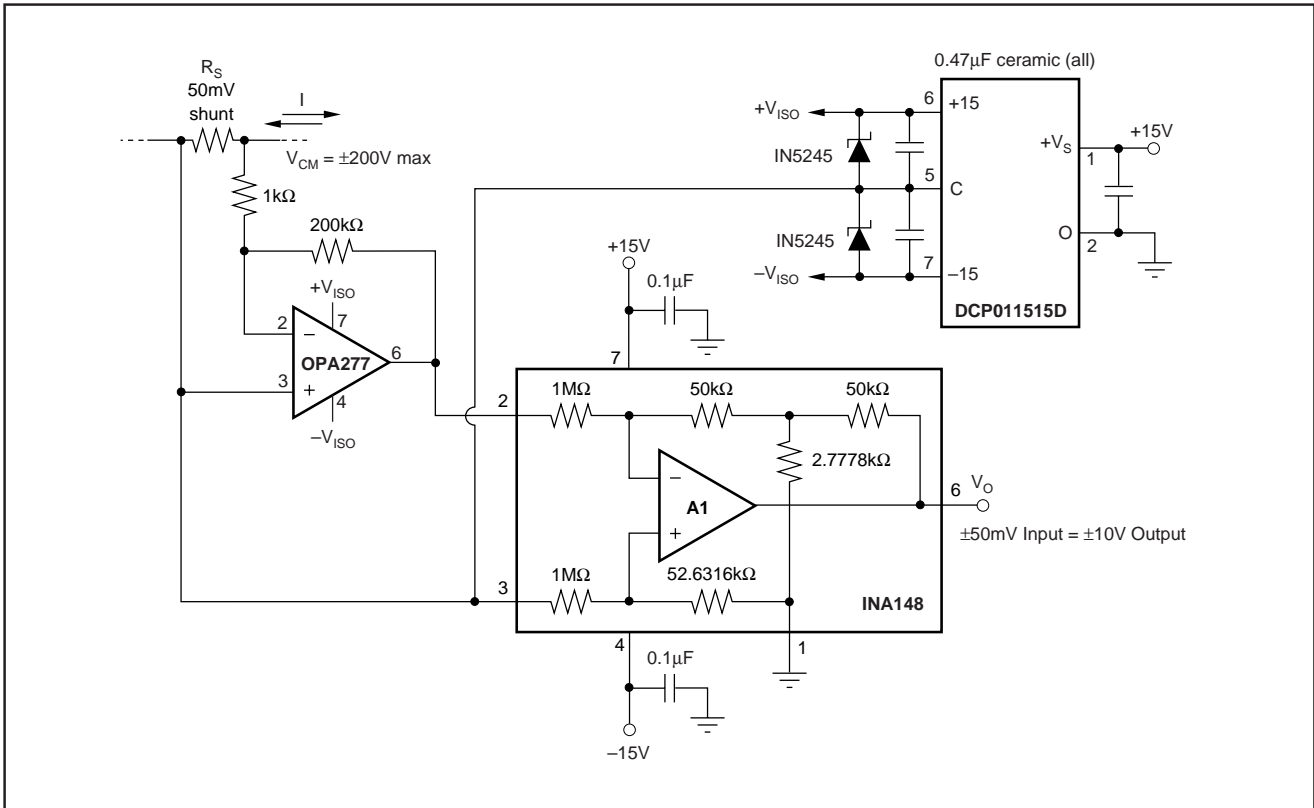 R_S
50mV
shunt
I
V_CM = ±200V max
1kΩ
200kΩ
+V_ISO
2
−
7
OPA277
6
3
+
4
−V_ISO
0.47µF ceramic (all)
+V_ISO
6
+15
IN5245
+V_S
1
+15V
5
C
IN5245
O
2
−V_ISO
7
−15
DCP011515D
+15V
0.1µF
7
2
1MΩ
50kΩ
50kΩ
2.7778kΩ
−
A1
+
6
V_O
±50mV Input = ±10V Output
3
1MΩ
52.6316kΩ
INA148
4
1
0.1µF
−15V